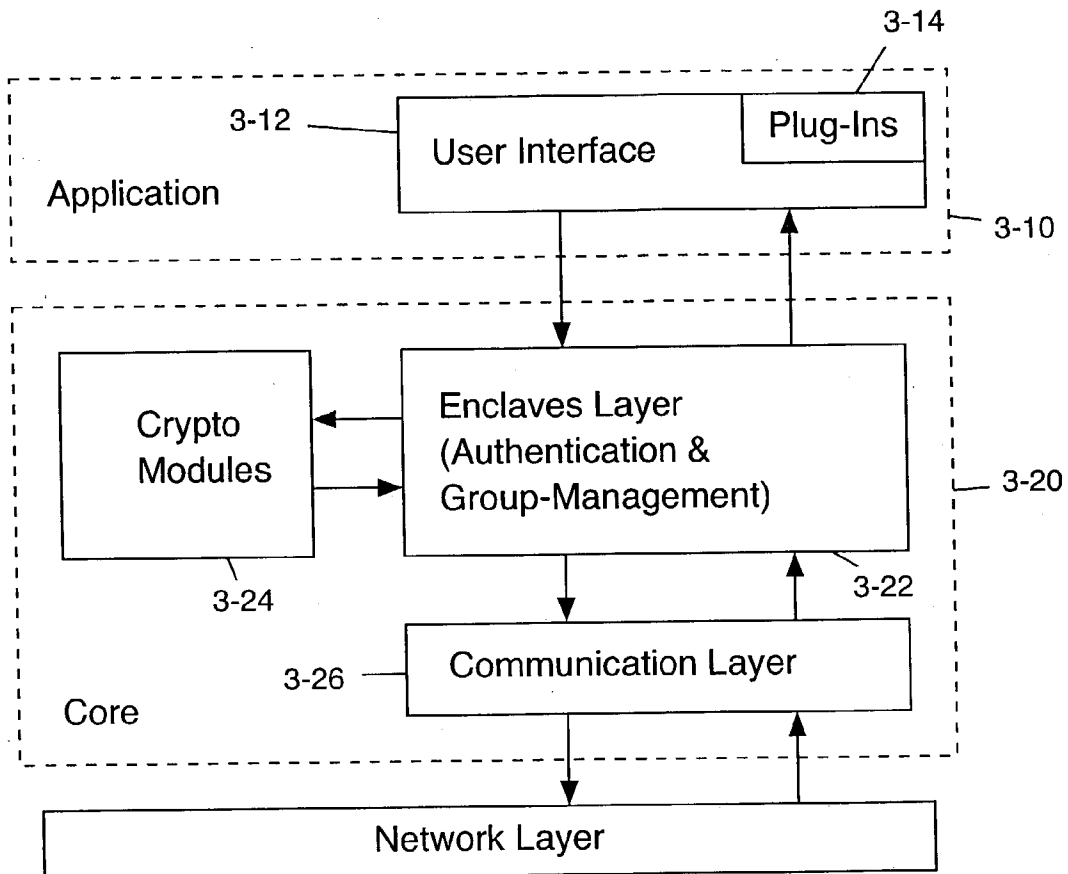 3-14
3-12
Plug-Ins
User Interface
Application
3-10
Crypto
Modules
Enclaves Layer
(Authentication &
Group-Management)
3-20
3-24
3-22
Communication Layer
3-26
Core
Network Layer